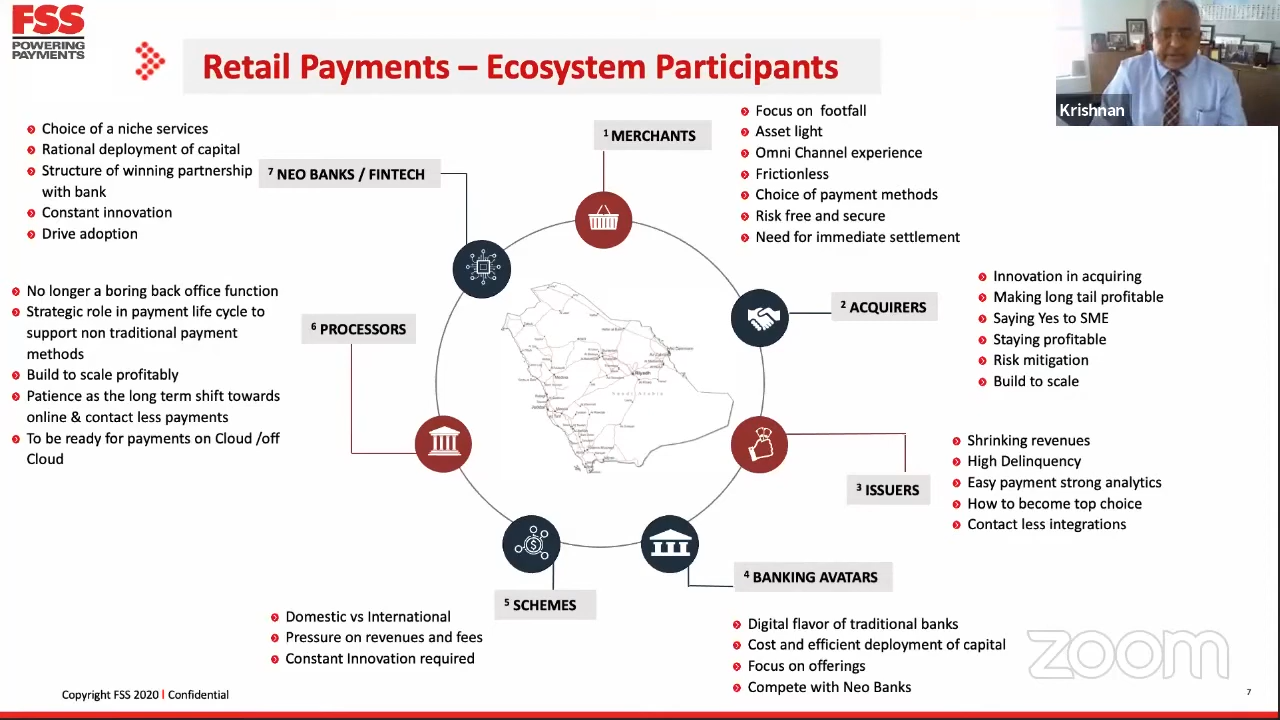 FSS
POWERING
PAYMENTS
Retail Payments – Ecosystem Participants
Krishnan
1 MERCHANTS
Focus on footfall
Asset light
Omni Channel experience
Frictionless
Choice of payment methods
Risk free and secure
Need for immediate settlement
2 ACQUIRERS
Innovation in acquiring
Making long tail profitable
Saying Yes to SME
Staying profitable
Risk mitigation
Build to scale
3 ISSUERS
Shrinking revenues
High Delinquency
Easy payment strong analytics
How to become top choice
Contact less integrations
4 BANKING AVATARS
Digital flavor of traditional banks
Cost and efficient deployment of capital
Focus on offerings
Compete with Neo Banks
5 SCHEMES
Domestic vs International
Pressure on revenues and fees
Constant Innovation required
6 PROCESSORS
No longer a boring back office function
Strategic role in payment life cycle to
support non traditional payment
methods
Build to scale profitably
Patience as the long term shift towards
online & contact less payments
To be ready for payments on Cloud /off
Cloud
7 NEO BANKS / FINTECH
Choice of a niche services
Rational deployment of capital
Structure of winning partnership
with bank
Constant innovation
Drive adoption
Saudi Arabia
Copyright FSS 2020 I Confidential
zoom
7